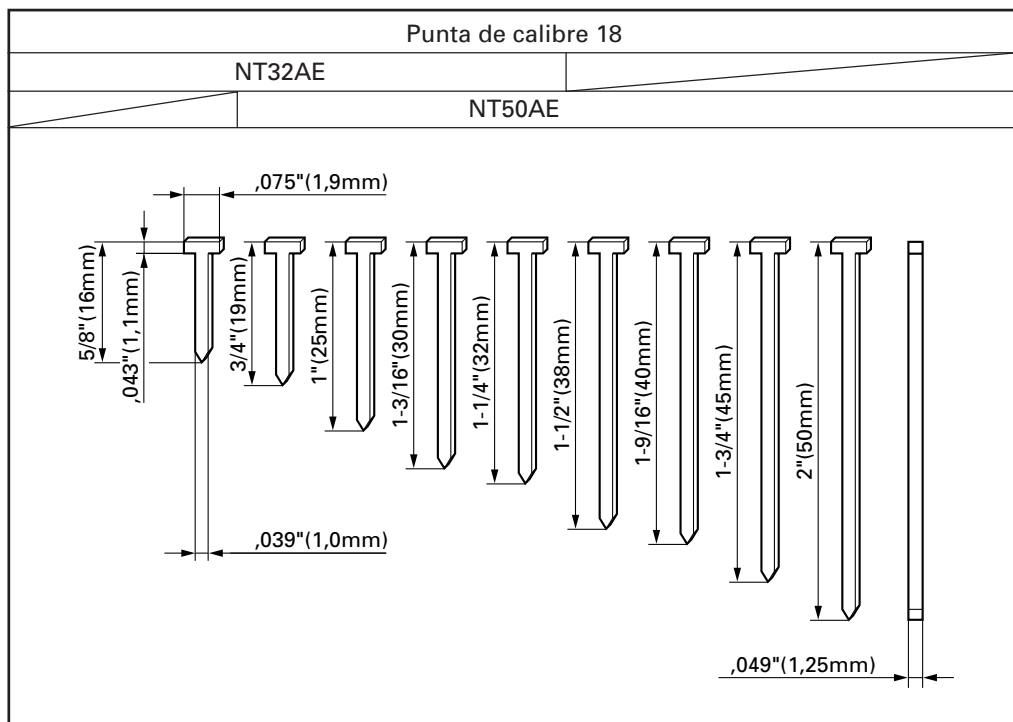 Punta de calibre 18
NT32AE
NT50AE
,075"(1,9mm)
5/8"(16mm)
,043"(1,1mm)
3/4"(19mm)
1"(25mm)
1-3/16"(30mm)
1-1/4"(32mm)
1-1/2"(38mm)
1-9/16"(40mm)
1-3/4"(45mm)
2"(50mm)
,039"(1,0mm)
,049"(1,25mm)